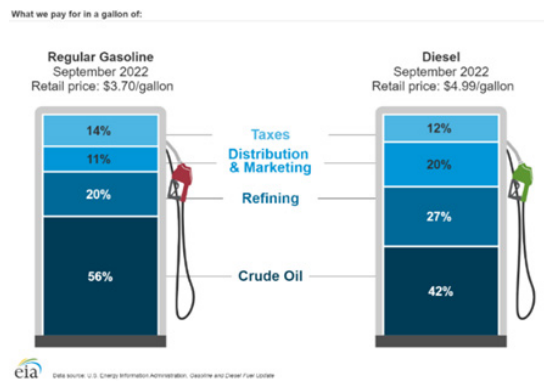 What we pay for in a gallon of:
Regular Gasoline
September 2022
Retail price: $3.70/gallon
Diesel
September 2022
Retail price: $4.99/gallon
14%
Taxes
12%
11%
Distribution
& Marketing
20%
20%
Refining
27%
56%
Crude Oil
42%
eia
Data source: U.S. Energy Information Administration, Gasoline and Diesel Fuel Update